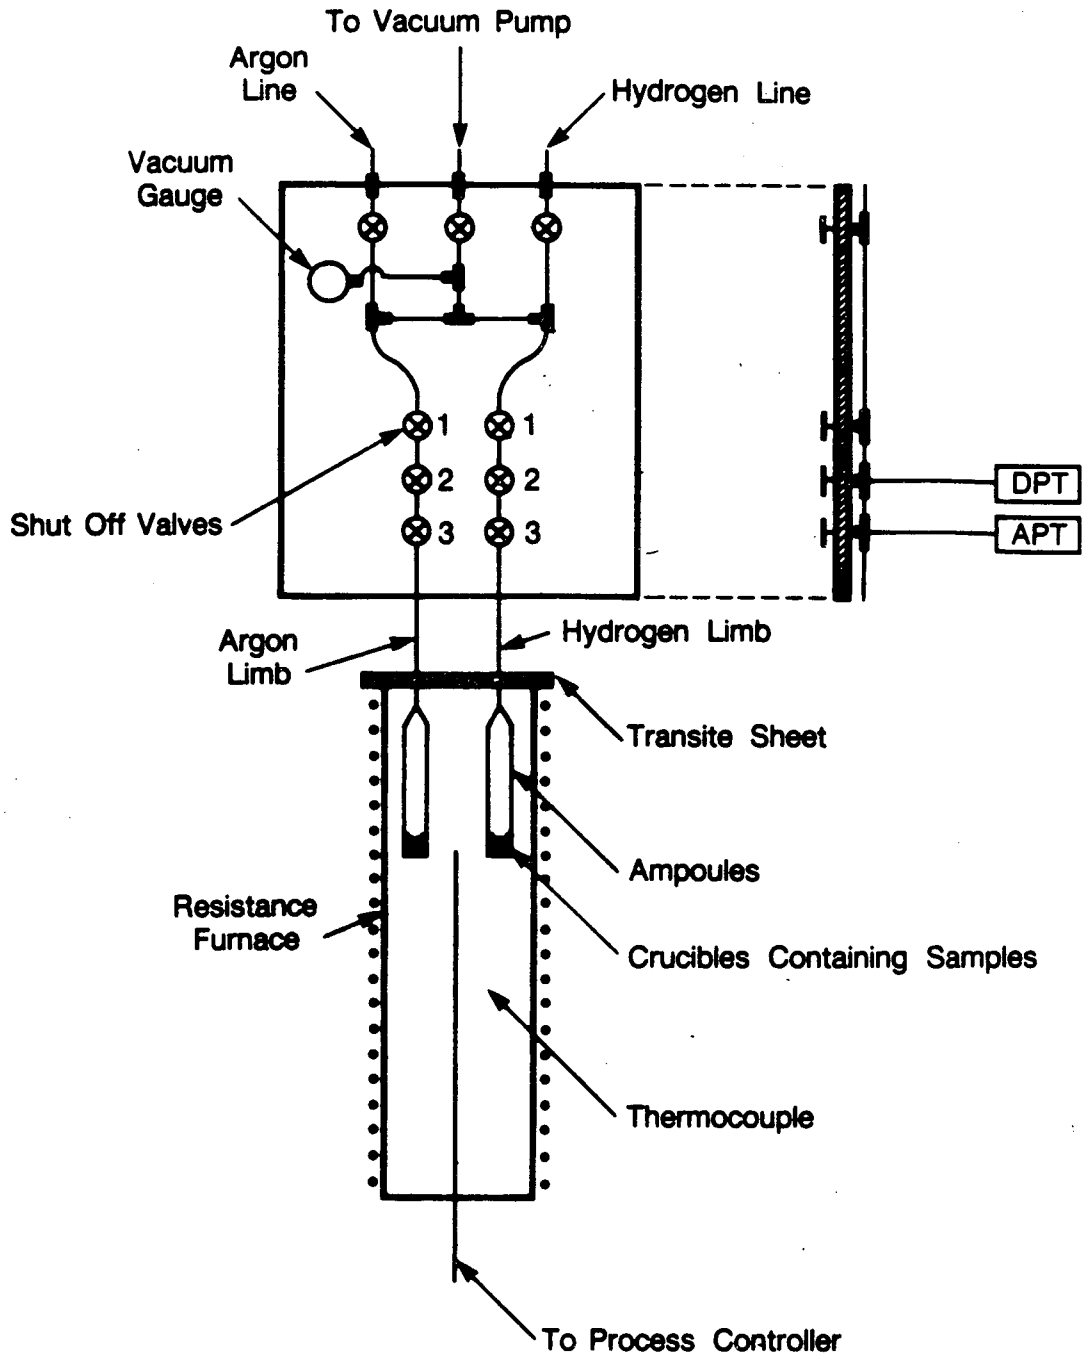 To Vacuum Pump
Argon
Line
Hydrogen Line
Vacuum
Gauge
1 1
2 2
3 3
Shut Off Valves
DPT
APT
Argon
Limb
Hydrogen Limb
Transite Sheet
Ampoules
Resistance
Furnace
Crucibles Containing Samples
Thermocouple
To Process Controller